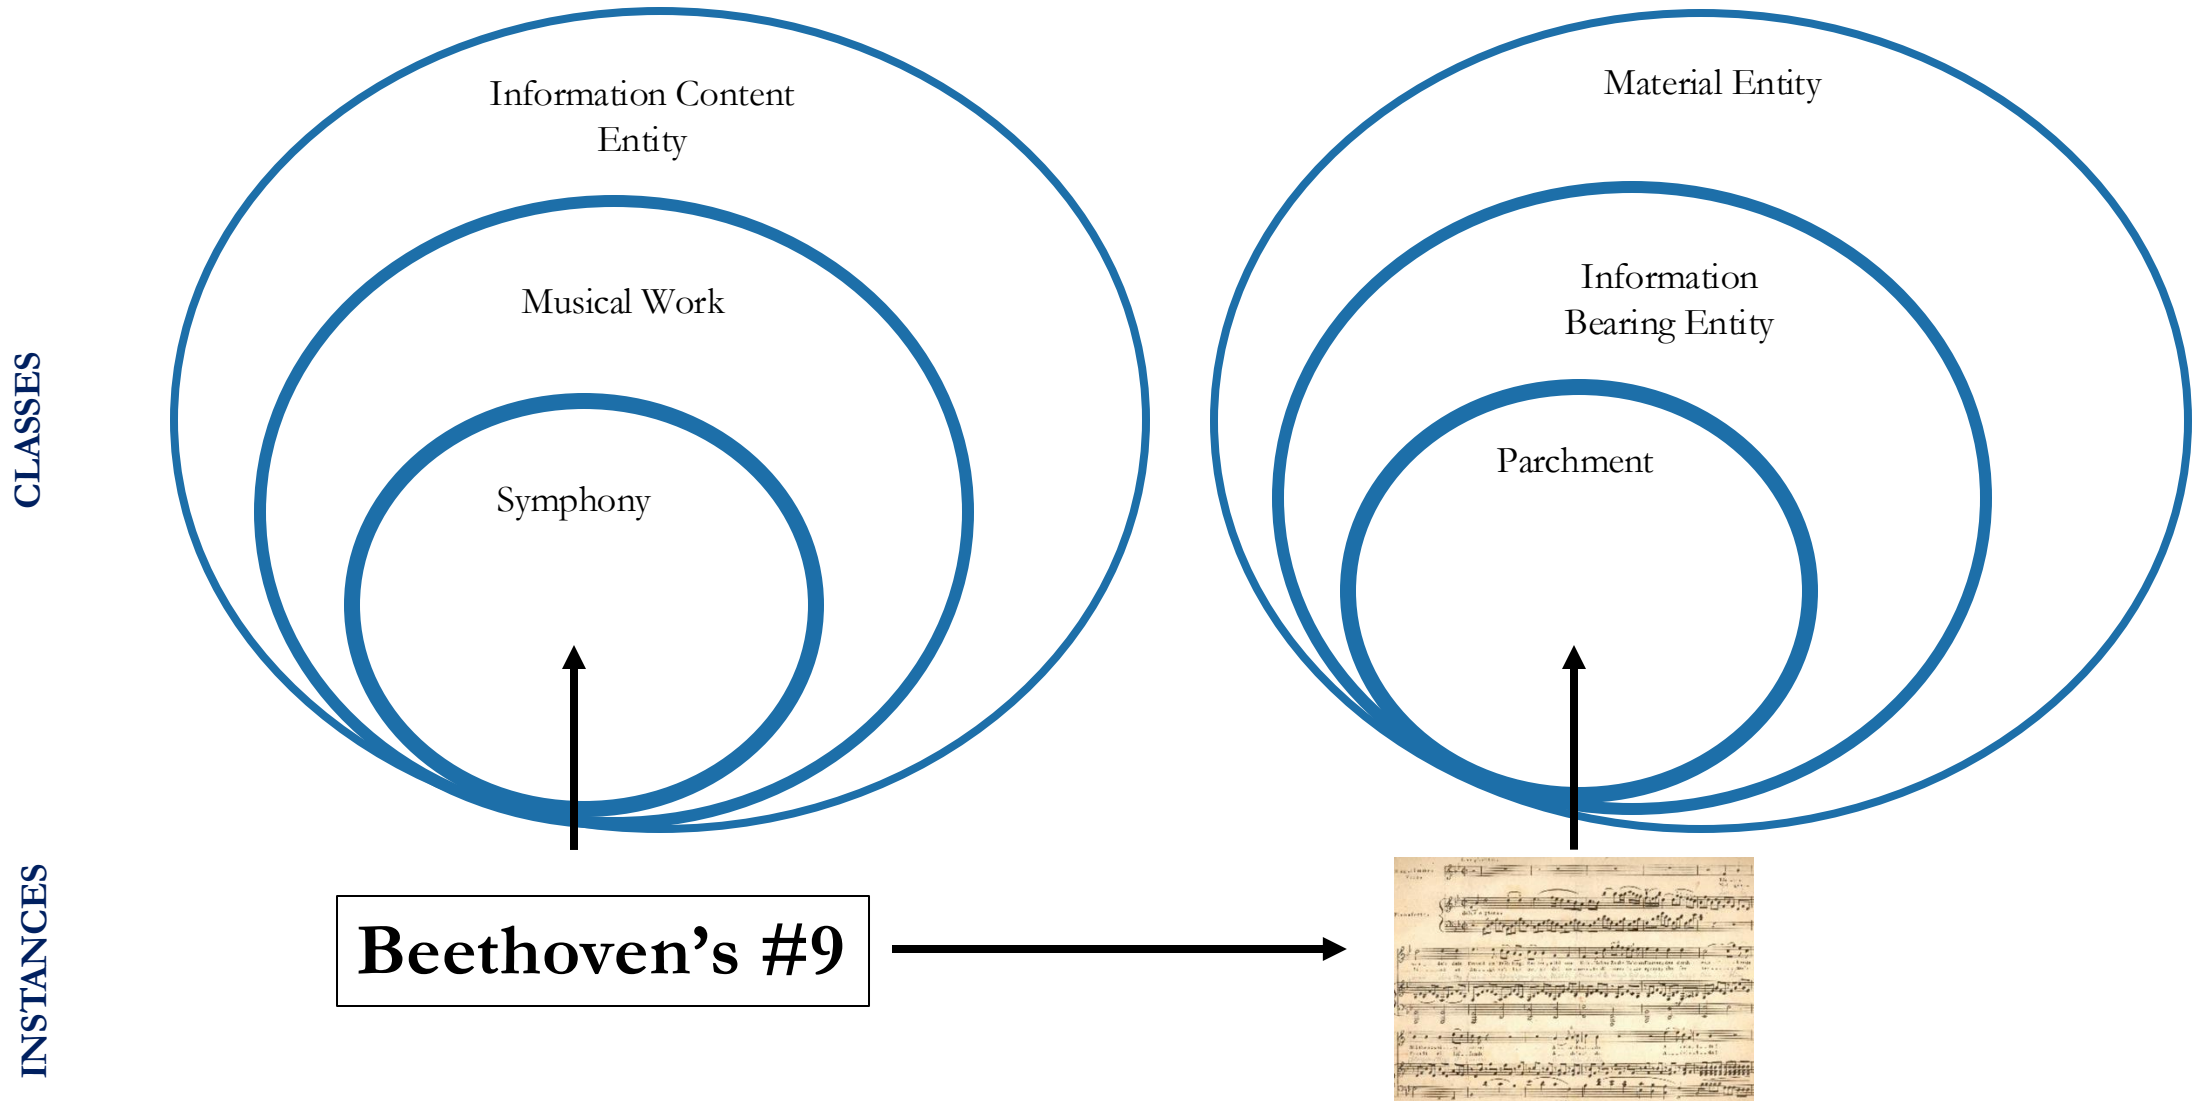 Information Content
Entity
Musical Work
Symphony
Material Entity
Information
Bearing Entity
Parchment
CLASSES
INSTANCES
Beethoven’s #9